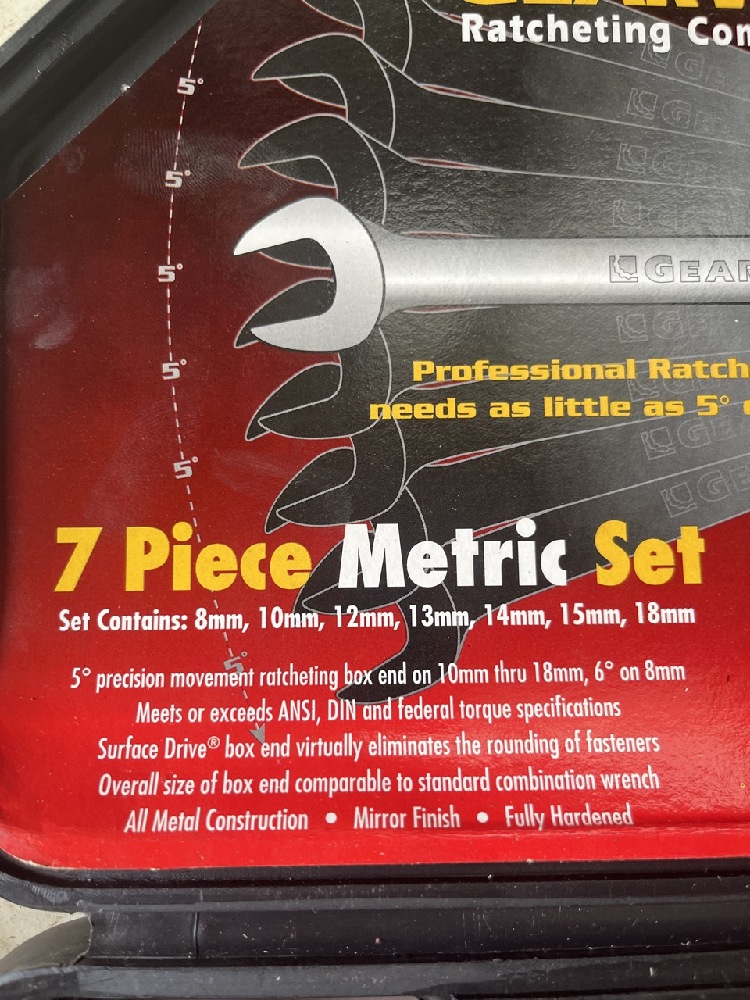 Ratcheting
5°
5°
5°
5°
5°
5°
GEAR
Professional Ratch
needs as little as 5°
7 Piece Metric Set
Set Contains: 8mm, 10mm, 12mm, 13mm, 14mm, 15mm, 18mm
5° precision movement ratcheting box end on 10mm thru 18mm, 6° on 8mm
Meets or exceeds ANSI, DIN and federal torque specifications
Surface Drive® box end virtually eliminates the rounding of fasteners
Overall size of box end comparable to standard combination wrench
All Metal Construction • Mirror Finish • Fully Hardened